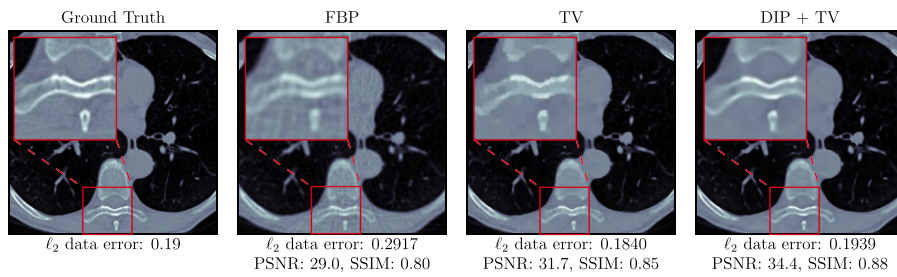 Ground Truth
FBP
TV
DIP + TV
ℓ₂ data error: 0.19
ℓ₂ data error: 0.2917
PSNR: 29.0, SSIM: 0.80
ℓ₂ data error: 0.1840
PSNR: 31.7, SSIM: 0.85
ℓ₂ data error: 0.1939
PSNR: 34.4, SSIM: 0.88